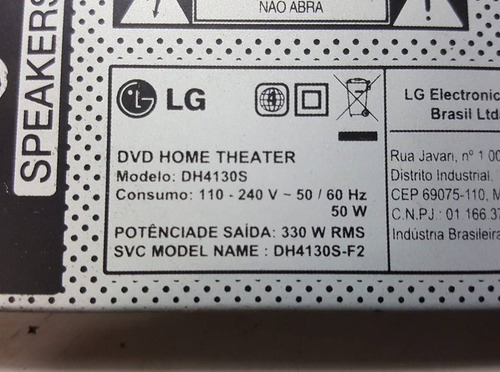 NÃO ABRA
SPEAKERS
LG
DVD HOME THEATER
Modelo: DH4130S
Consumo: 110 - 240 V ~ 50 / 60 Hz
50 W
POTÊNCIADE SAÍDA: 330 W RMS
SVC MODEL NAME : DH4130S-F2
LG Electronic
Brasil Ltd
Rua Javari, nº 1 00
Distrito Industrial,
CEP 69075-110, M
C.N.P.J.: 01 166.37
Indústria Brasileira